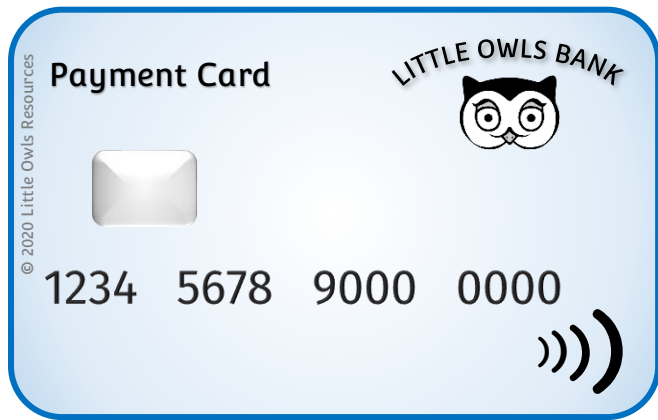 LITTLE OWLS BANK
Payment Card
© 2020 Little Owls Resources
1234 5678 9000 0000